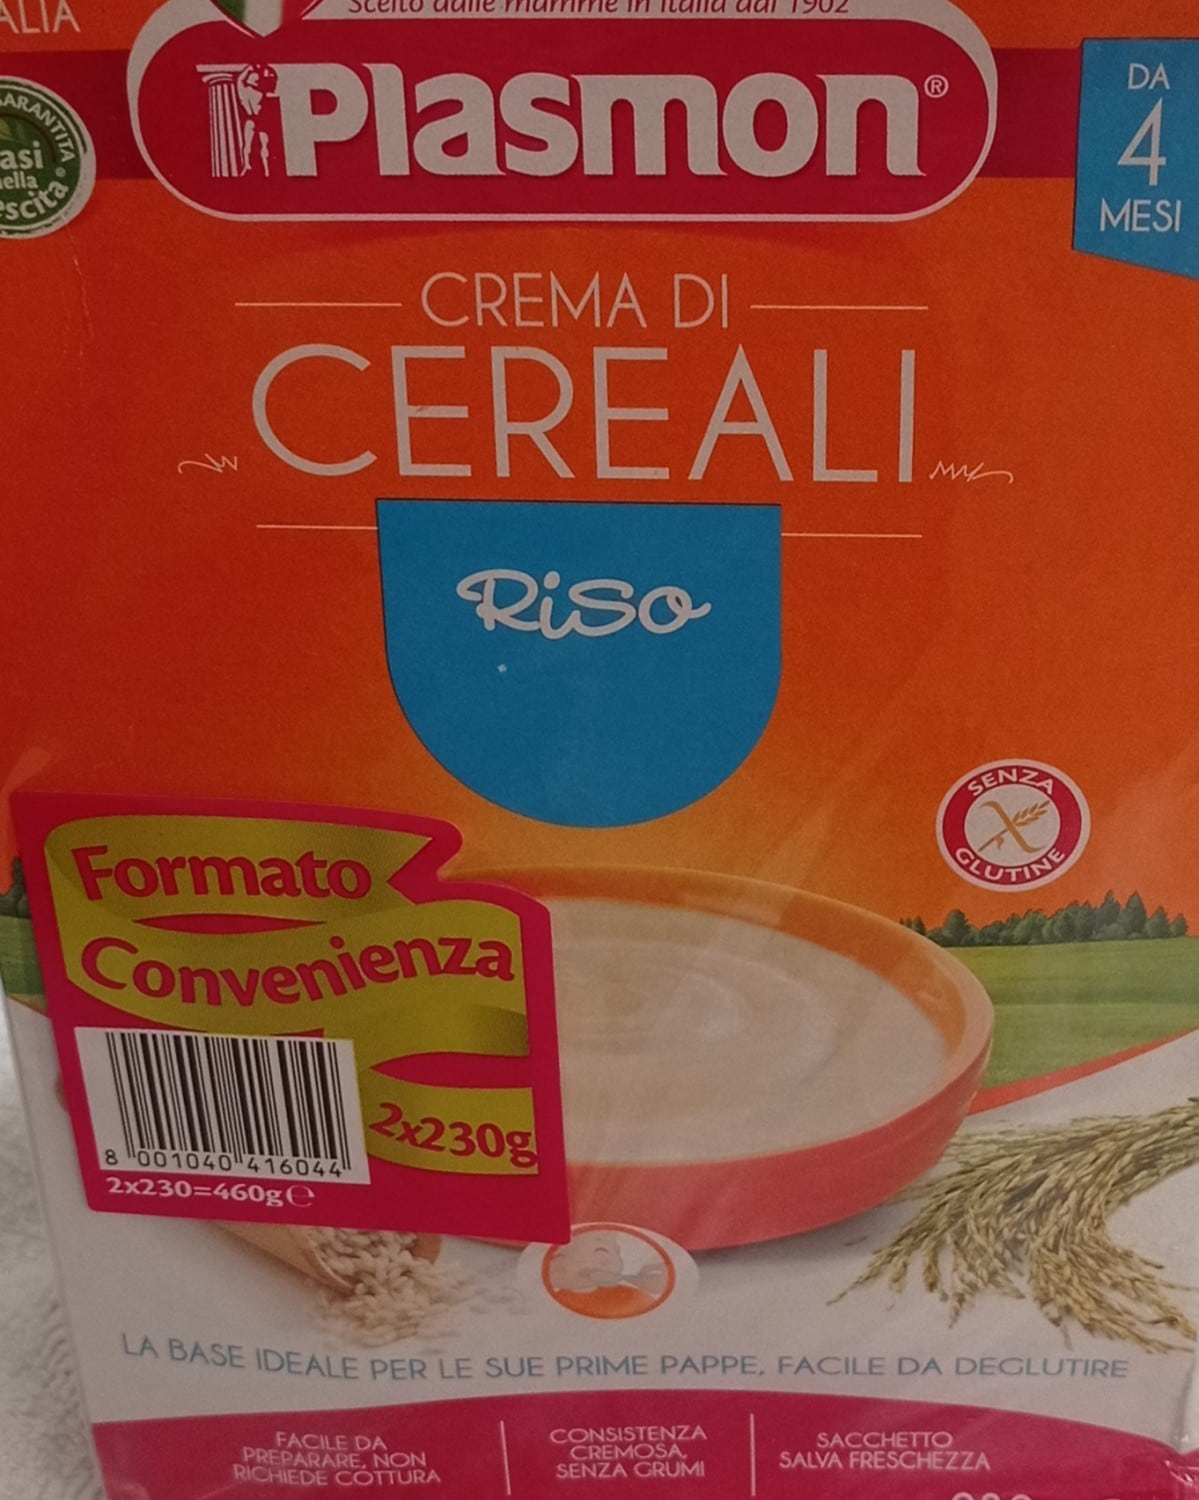 Scelto dalle mamme in Italia dal 1902
ALIA
Plasmon®
DA
4
MESI
CREMA DI
CEREALI
Riso
SENZA
GLUTINE
Formato
Convenienza
2x230g
8 001040 416044
2x230=460g℮
LA BASE IDEALE PER LE SUE PRIME PAPPE, FACILE DA DEGLUTIRE
FACILE DA
PREPARARE, NON
RICHIEDE COTTURA
CONSISTENZA
CREMOSA,
SENZA GRUMI
SACCHETTO
SALVA FRESCHEZZA